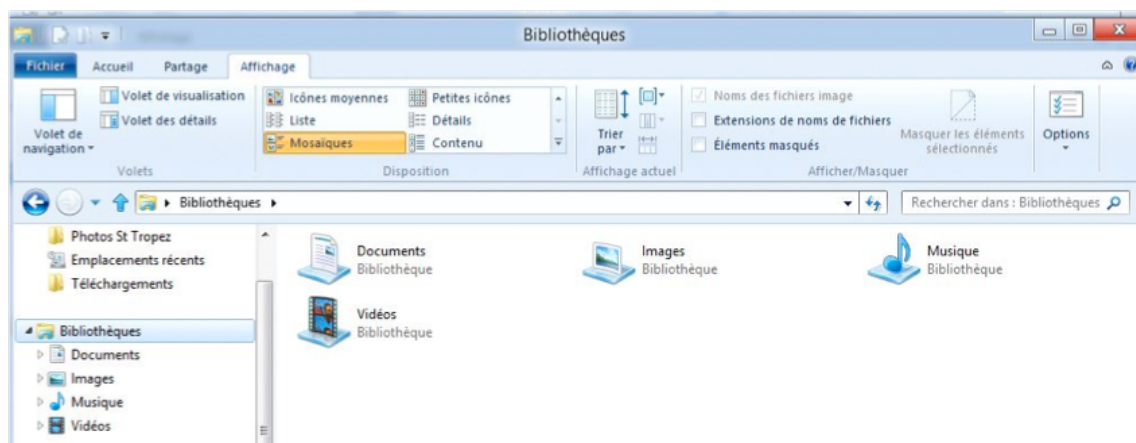 Bibliothèques
Fichier Accueil Partage Affichage
Volet de navigation
Volet de visualisation
Volet des détails
Volets
Icônes moyennes Petites icônes
Liste Détails
Mosaïques Contenu
Disposition
Trier par
Affichage actuel
Noms des fichiers image
Extensions de noms de fichiers
Éléments masqués
Masquer les éléments sélectionnés
Afficher/Masquer
Options
Bibliothèques
Rechercher dans : Bibliothèques
Photos St Tropez
Emplacements récents
Téléchargements
Bibliothèques
Documents
Images
Musique
Vidéos
Documents
Bibliothèque
Images
Bibliothèque
Musique
Bibliothèque
Vidéos
Bibliothèque